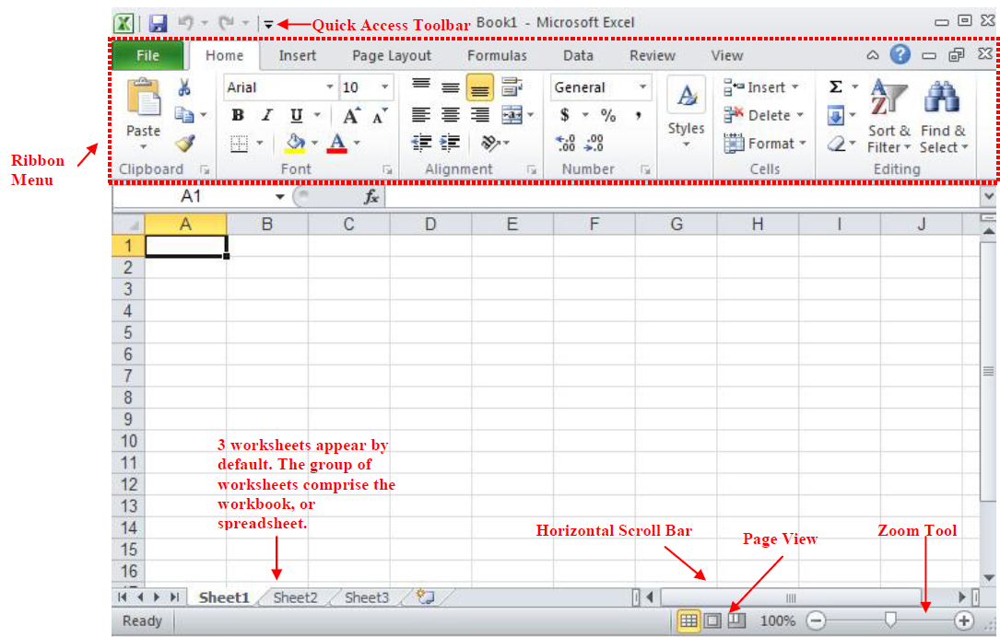 Quick Access Toolbar Book1 - Microsoft Excel
File Home Insert Page Layout Formulas Data Review View
Arial 10 General
Insert
B I U A A $ % , Delete
Paste Styles Sort & Find &
Format Filter Select
Clipboard Font Alignment Number Cells Editing
Ribbon
Menu
A1 fx
A B C D E F G H I J
1
2
3
4
5
6
7
8
9
10
11
12
13
14
15
16
3 worksheets appear by
default. The group of
worksheets comprise the
workbook, or
spreadsheet.
Horizontal Scroll Bar
Page View
Zoom Tool
Sheet1 Sheet2 Sheet3
Ready 100%